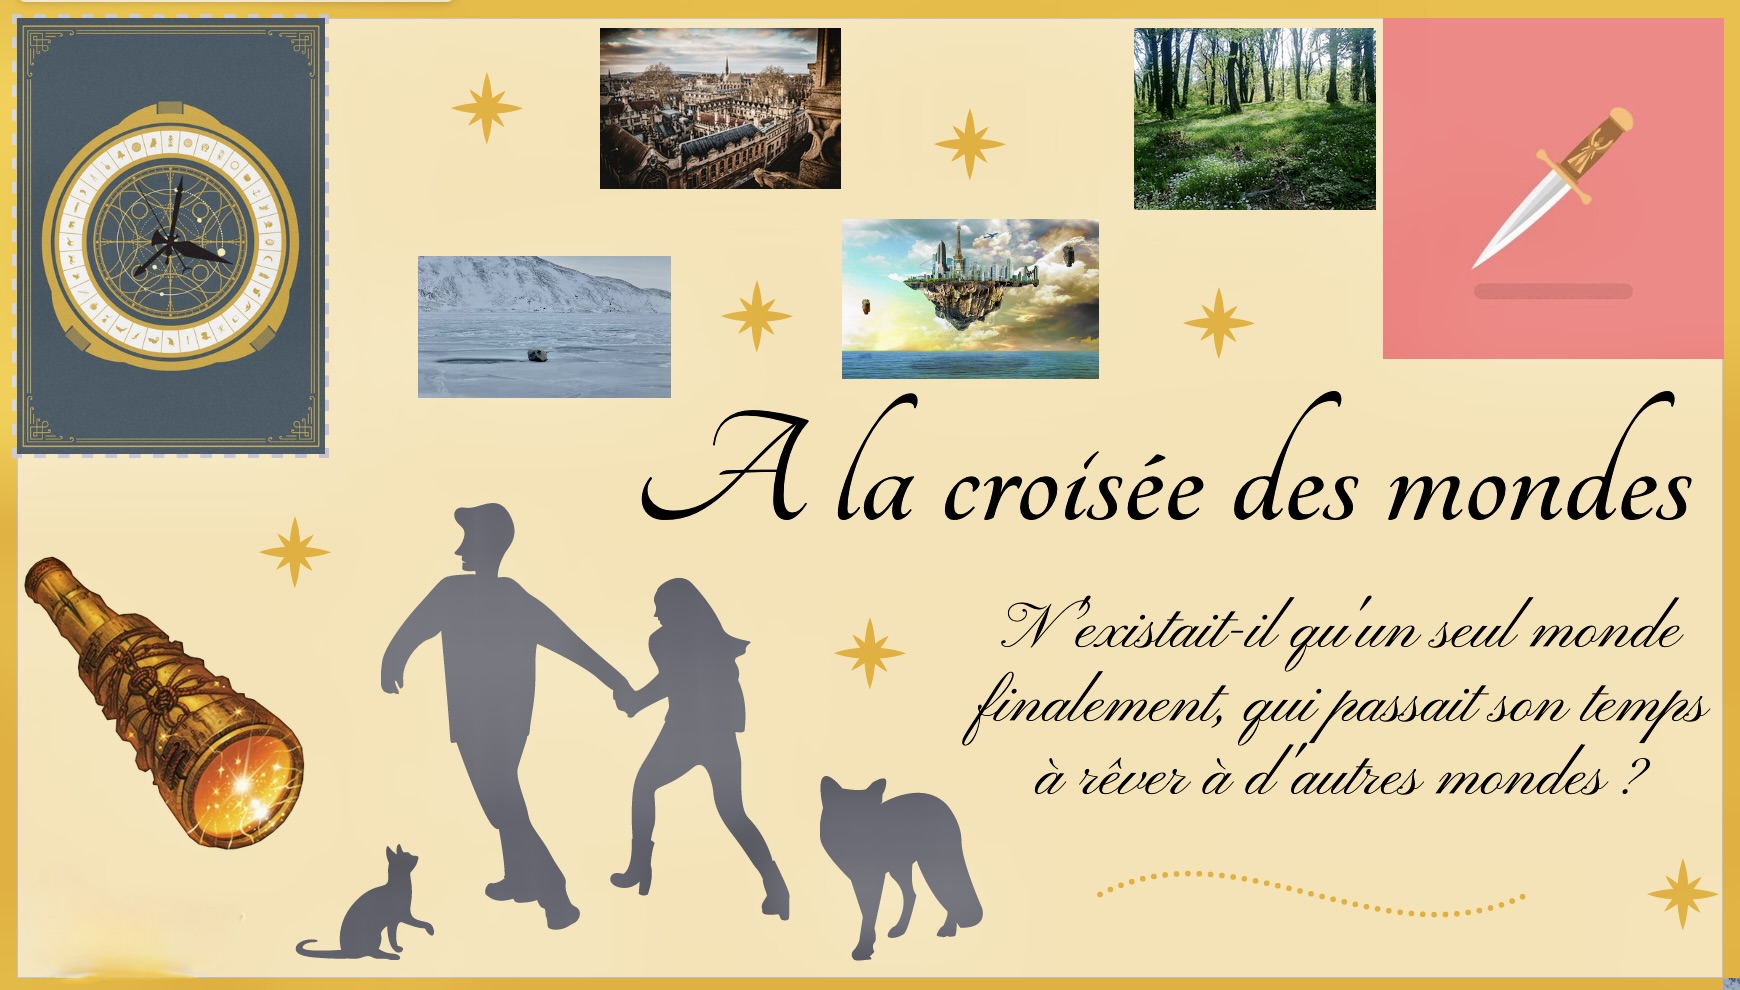 A la croisée des mondes
N'existait-il qu'un seul monde
finalement, qui passait son temps
à rêver à d'autres mondes ?